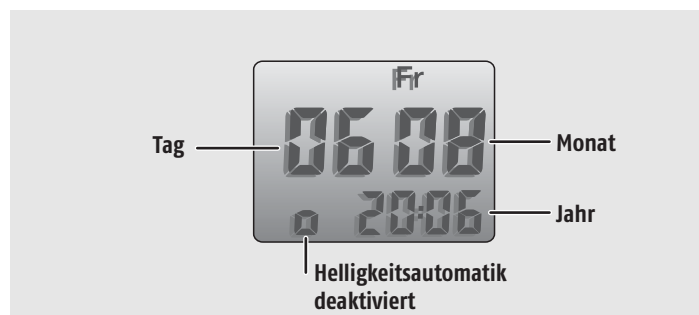 Fr
Tag
06 08
Monat
o 20:06
Jahr
Helligkeitsautomatik
deaktiviert